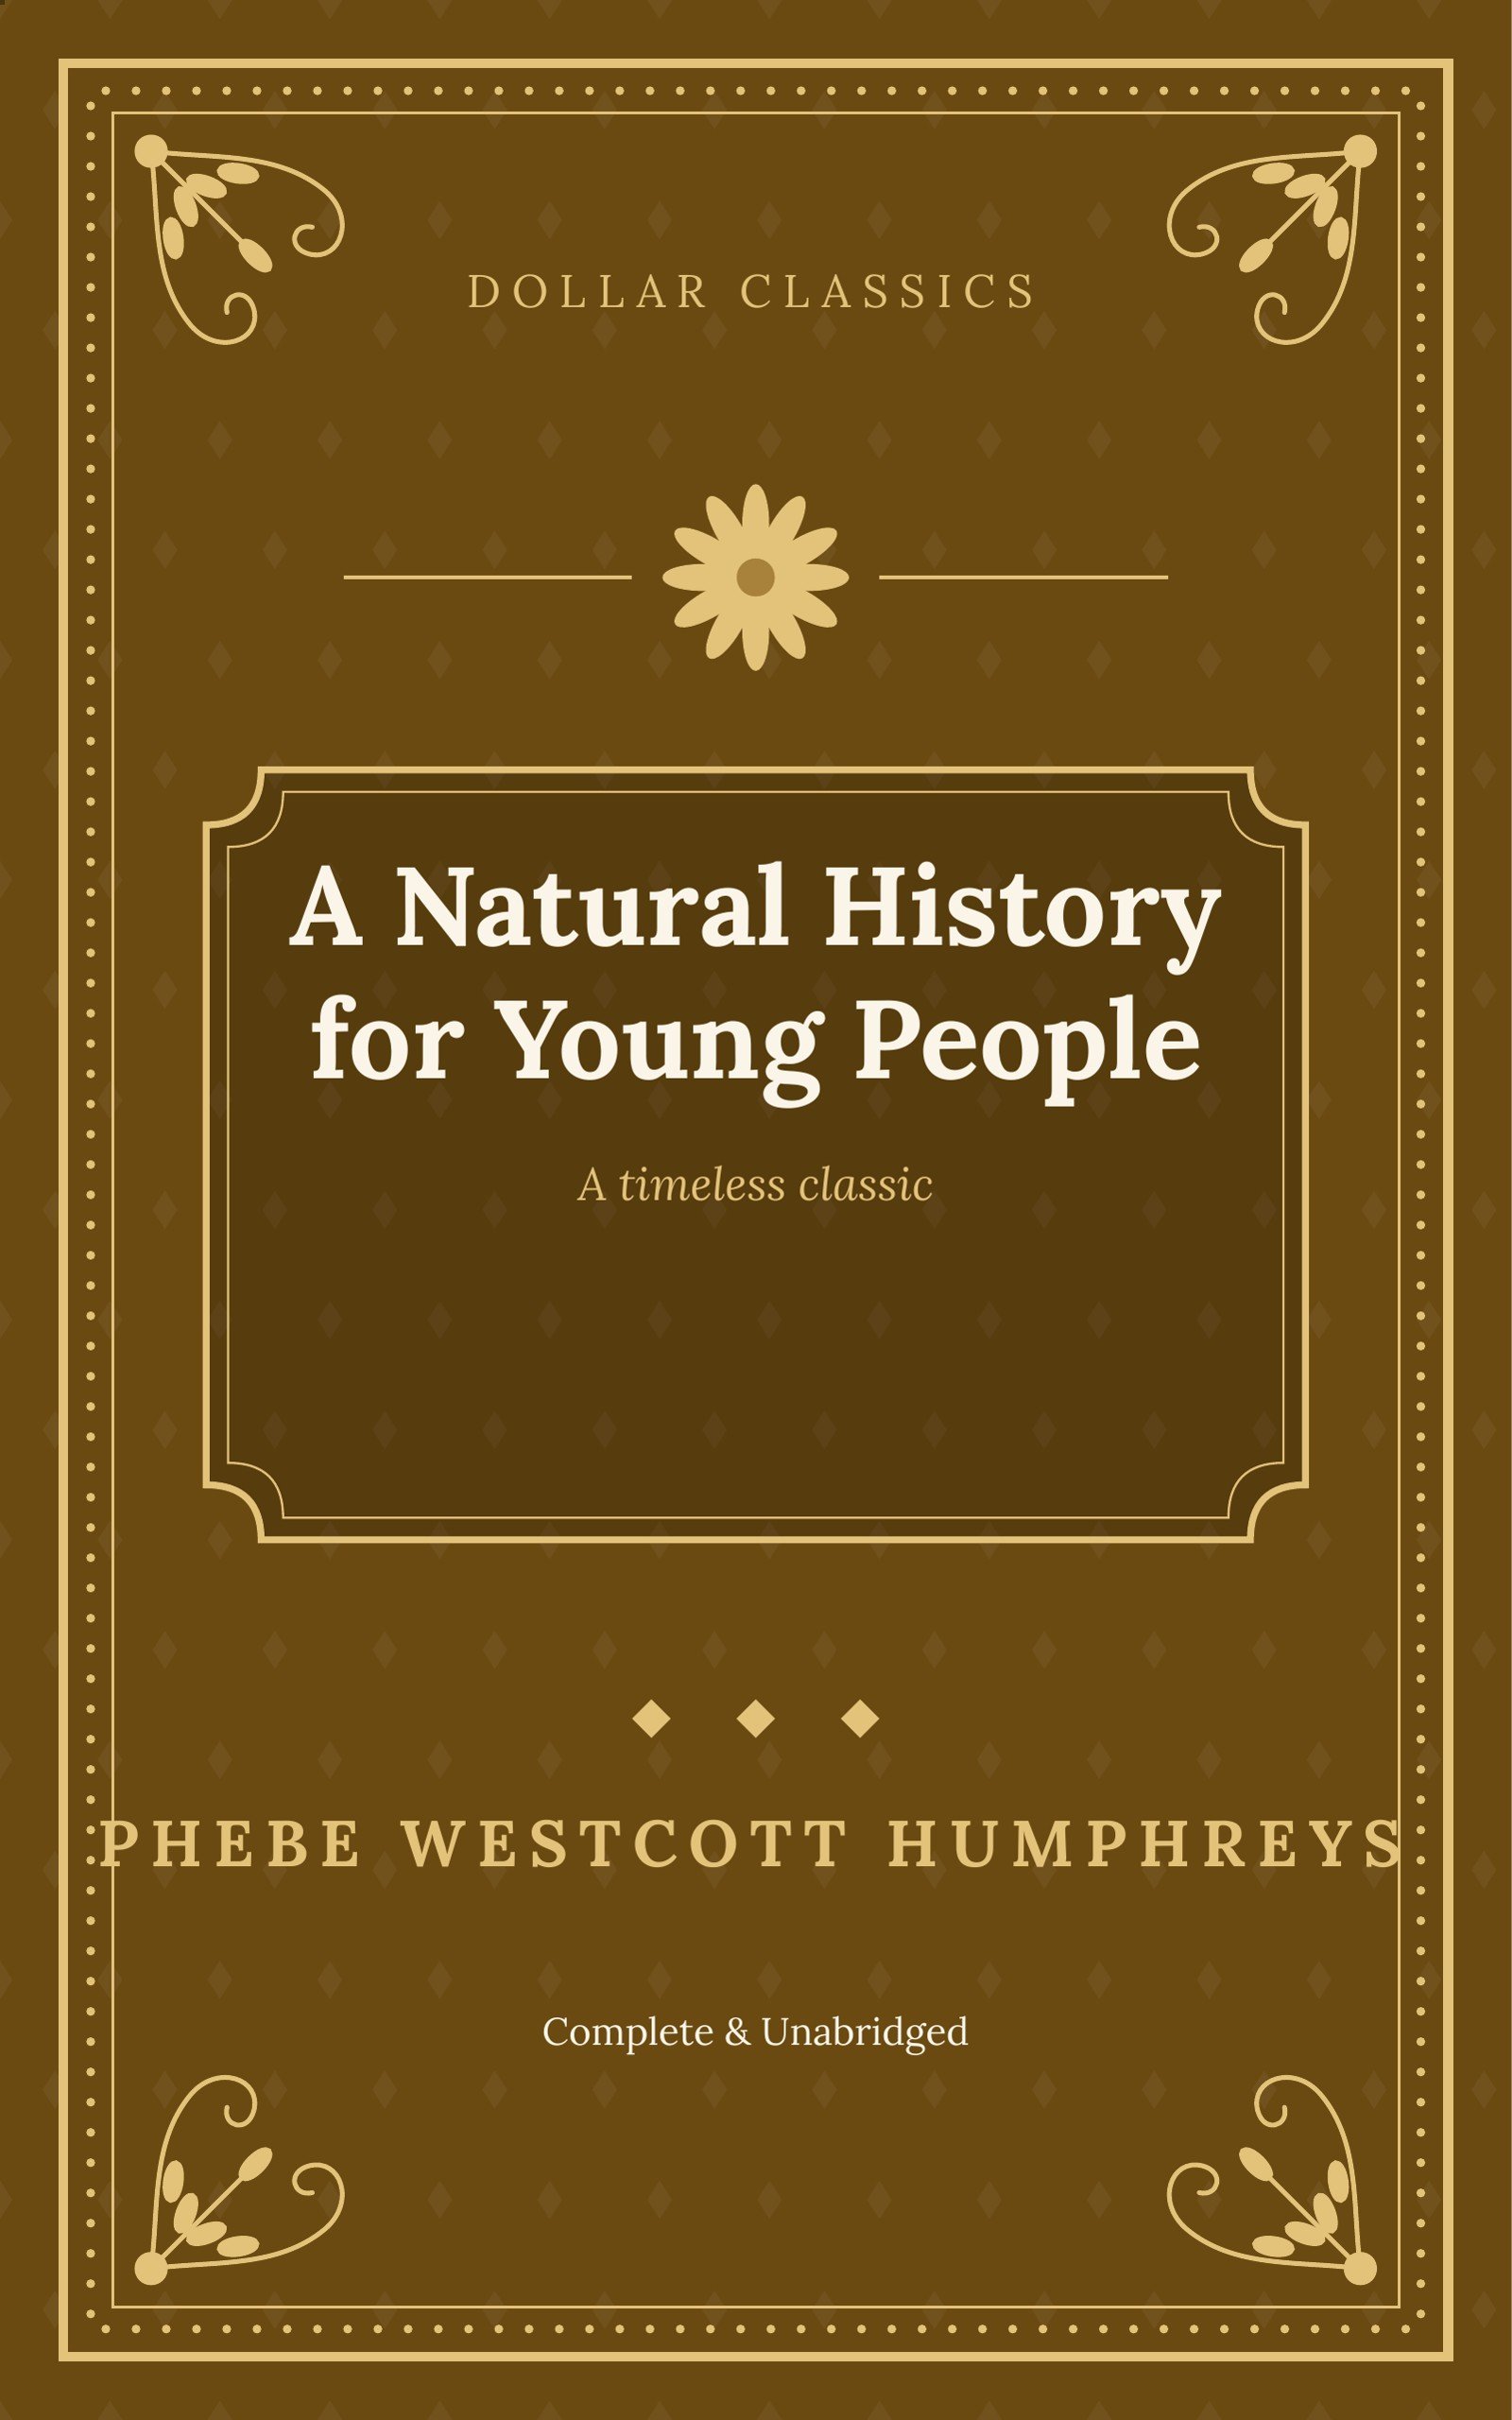 DOLLAR CLASSICS
A Natural History
for Young People
A timeless classic
PHEBE WESTCOTT HUMPHREYS
Complete & Unabridged